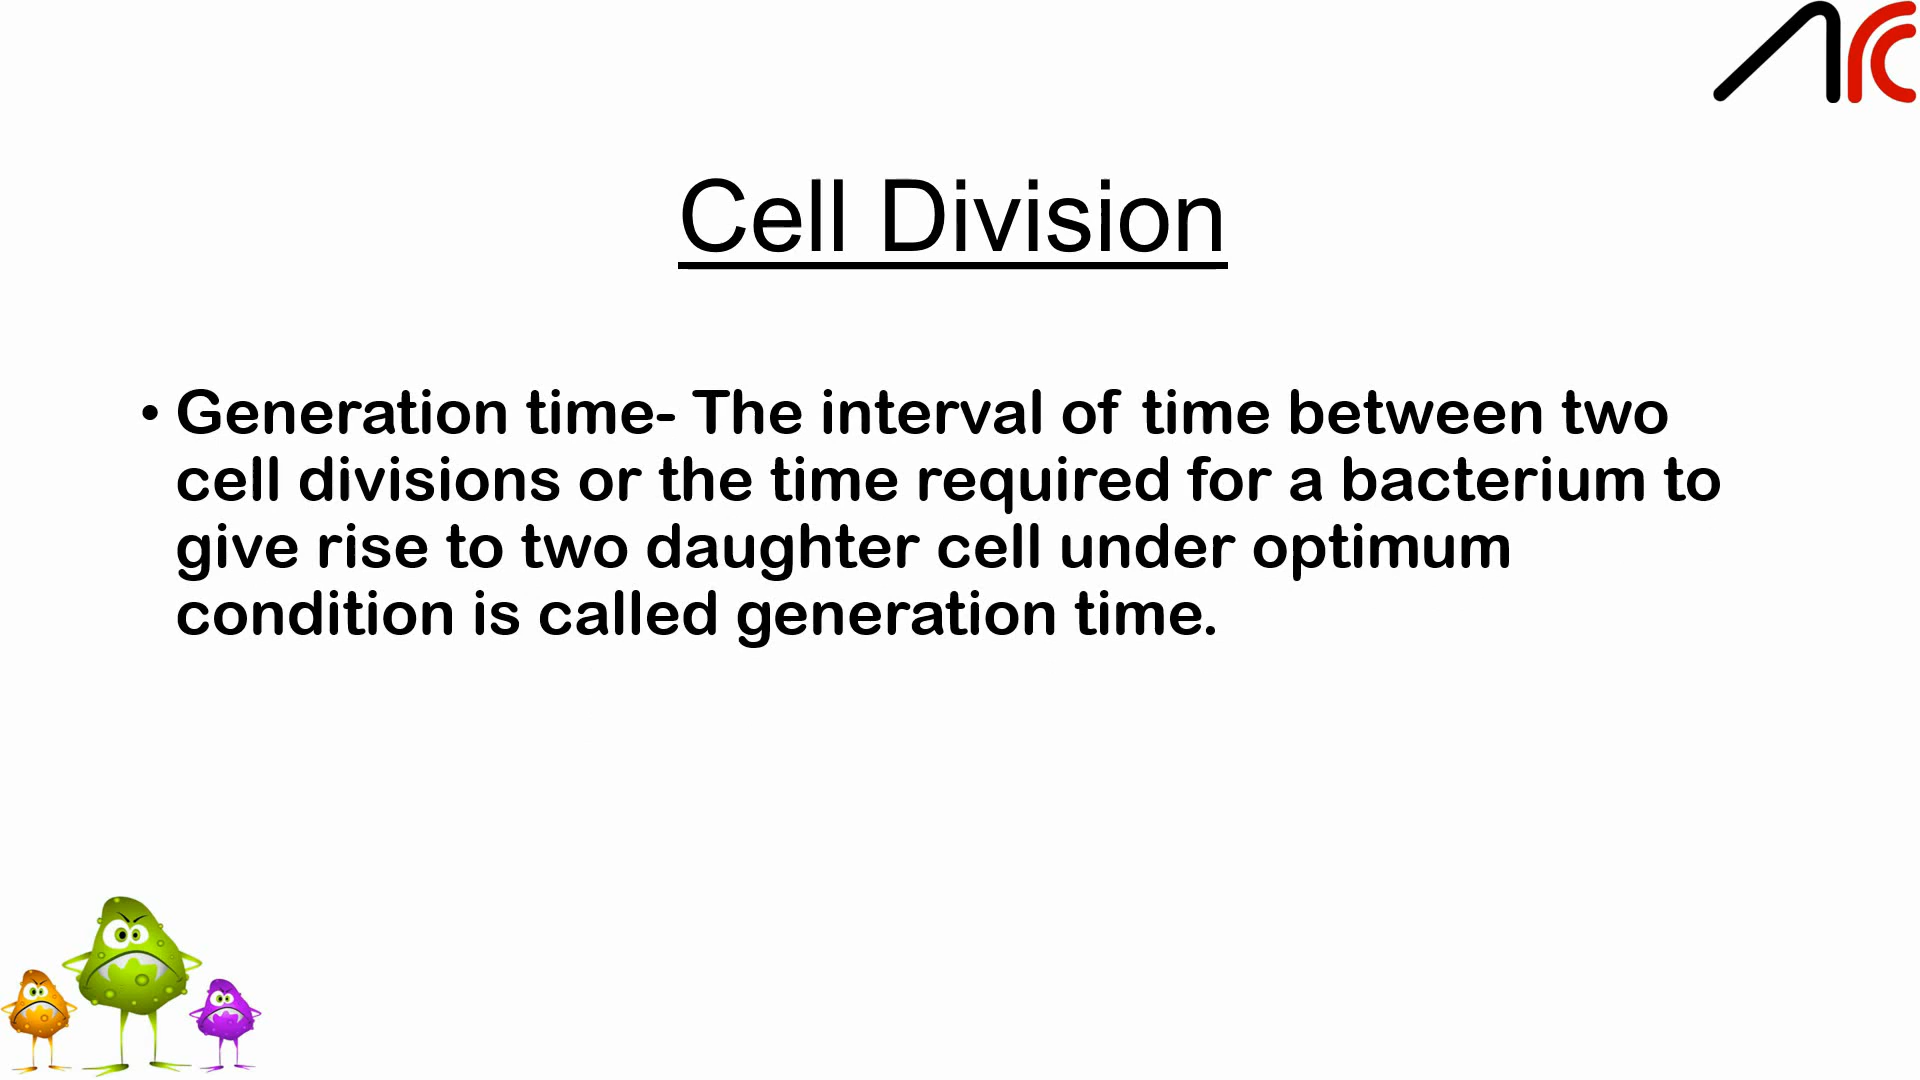 Arc
Cell Division
• Generation time- The interval of time between two
cell divisions or the time required for a bacterium to
give rise to two daughter cell under optimum
condition is called generation time.